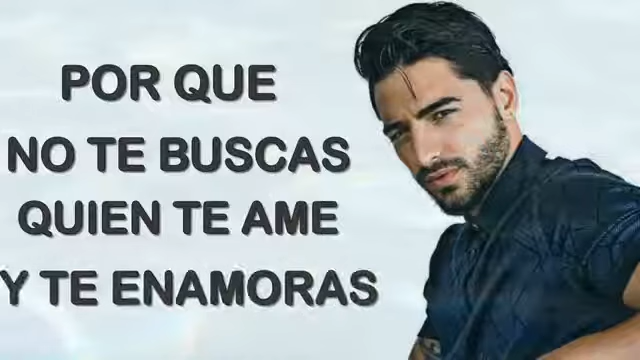 POR QUE
NO TE BUSCAS
QUIEN TE AME
Y TE ENAMORAS